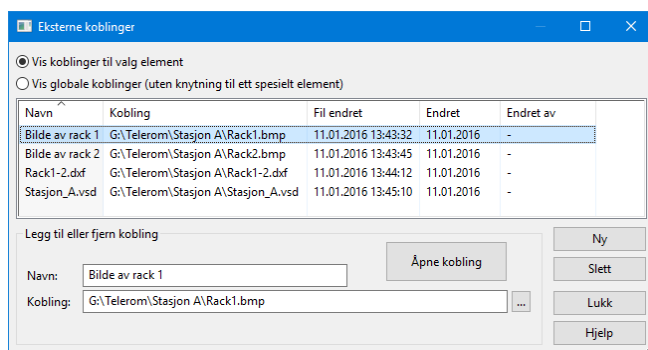 Eksterne koblinger
Vis koblinger til valg element
Vis globale koblinger (uten knytning til ett spesielt element)
Navn Kobling Fil endret Endret Endret av
Bilde av rack 1 G:\Telerom\Stasjon A\Rack1.bmp 11.01.2016 13:43:32 11.01.2016 -
Bilde av rack 2 G:\Telerom\Stasjon A\Rack2.bmp 11.01.2016 13:43:45 11.01.2016 -
Rack1-2.dxf G:\Telerom\Stasjon A\Rack1-2.dxf 11.01.2016 13:44:12 11.01.2016 -
Stasjon_A.vsd G:\Telerom\Stasjon A\Stasjon_A.vsd 11.01.2016 13:45:10 11.01.2016 -
Legg til eller fjern kobling
Navn: Bilde av rack 1
Åpne kobling
Kobling: G:\Telerom\Stasjon A\Rack1.bmp ...
Ny
Slett
Lukk
Hjelp